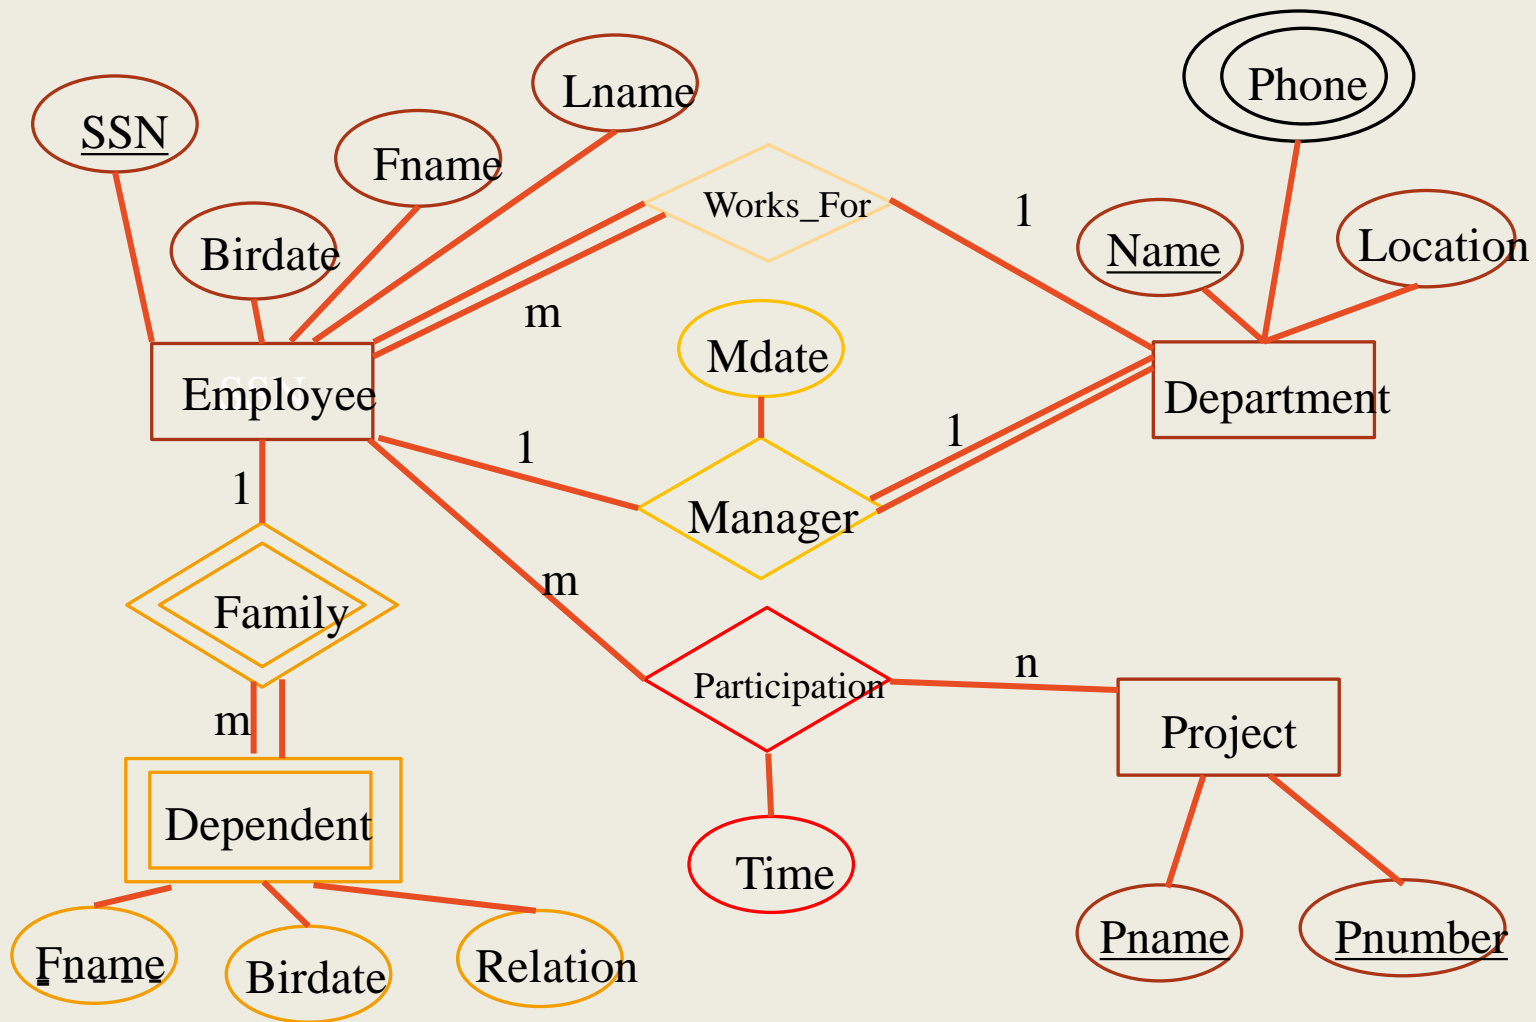 Lname
Phone
SSN
Fname
Works_For
1
Name
Location
Birdate
m
Mdate
SSN
Employee
Department
1
1
1
Manager
m
Family
n
Participation
m
Project
Dependent
Time
Fname
Birdate
Relation
Pname
Pnumber